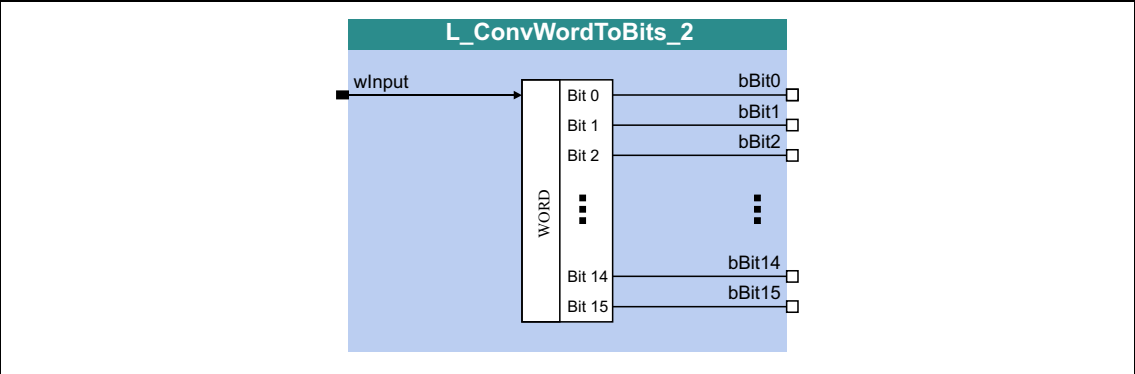 L_ConvWordToBits_2
wInput
WORD
Bit 0
bBit0
Bit 1
bBit1
Bit 2
bBit2
Bit 14
bBit14
Bit 15
bBit15